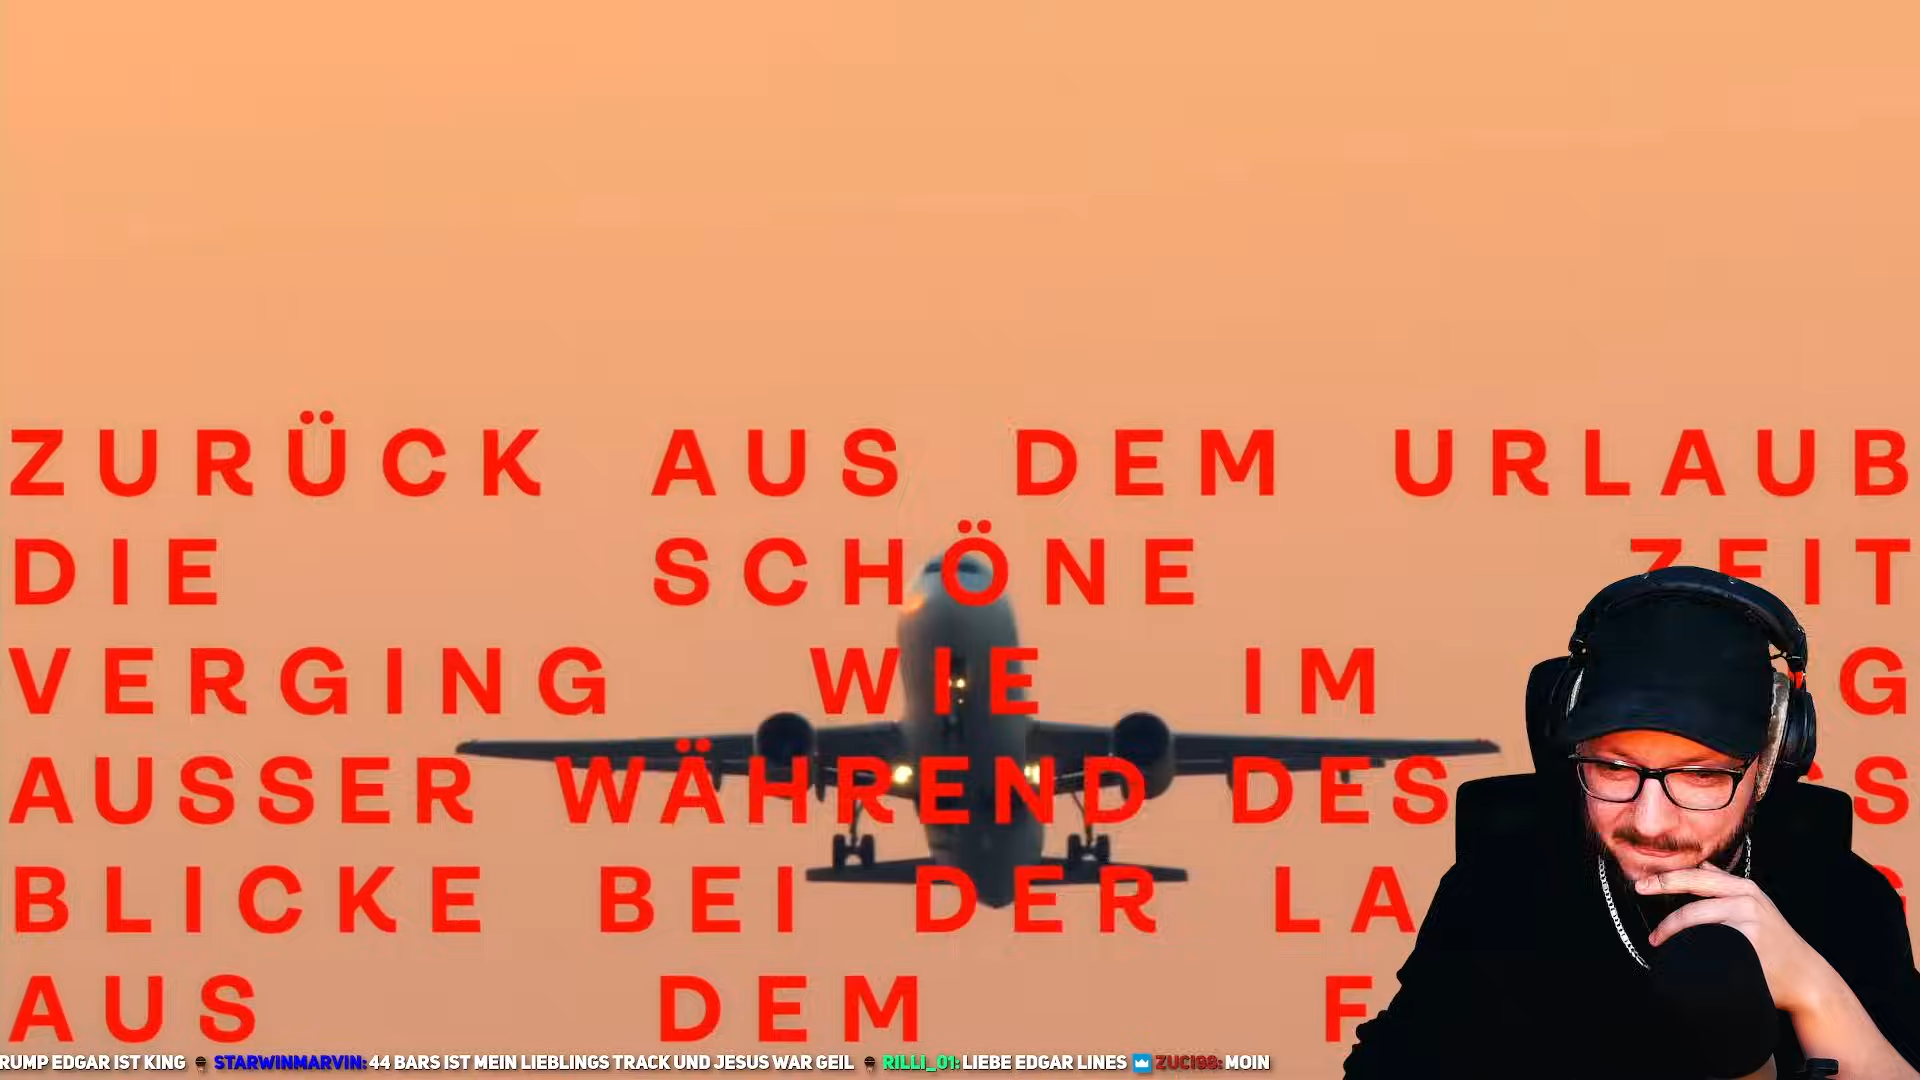 ZURÜCK AUS DEM URLAUB
DIE SCHÖNE ZEIT
VERGING WIE IM
AUSSER WÄHREND DES
BLICKE BEI DER
AUS DEM
RUMP EDGAR IST KING STARWINMARVIN: 44 BARS IST MEIN LIEBLINGS TRACK UND JESUS WAR GEIL RILLI_01: LIEBE EDGAR LINES ZUCI98: MOIN